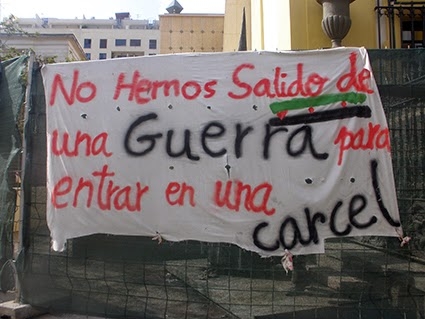 No Hemos Salido de
una Guerra para
entrar en una
carcel